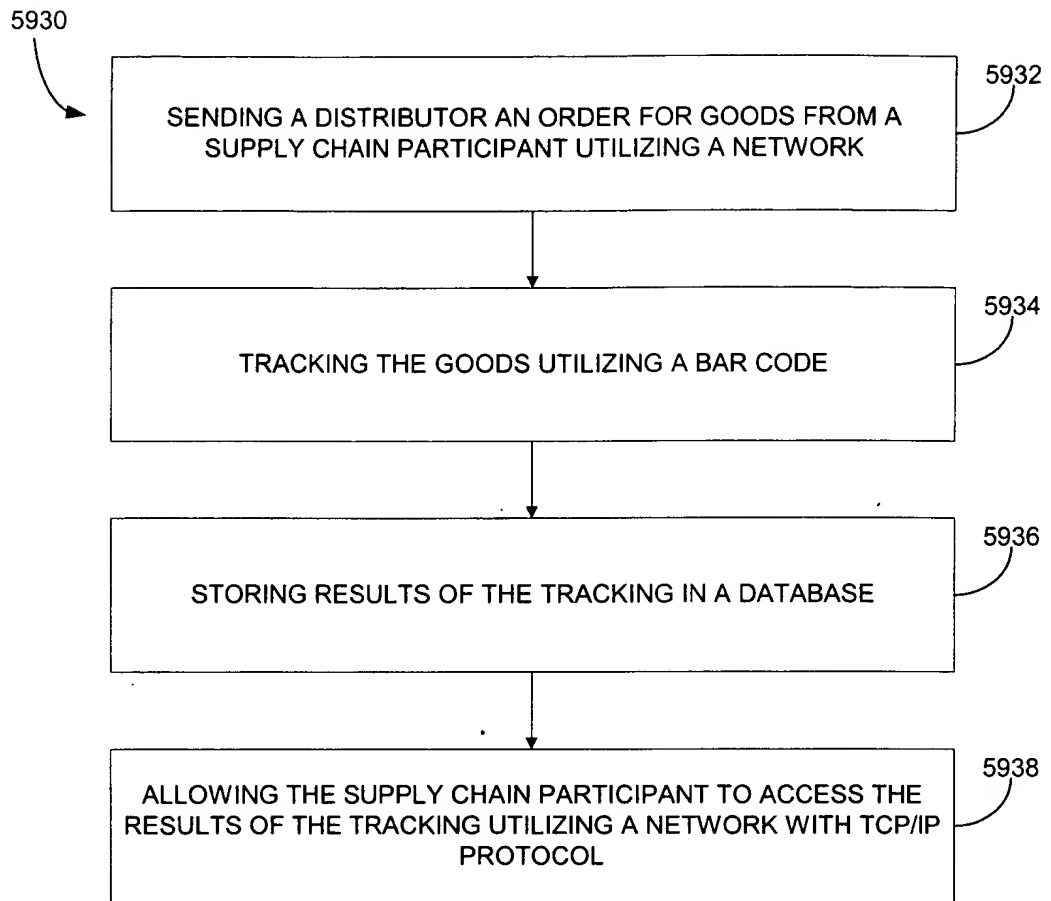 5930
5932
SENDING A DISTRIBUTOR AN ORDER FOR GOODS FROM A
SUPPLY CHAIN PARTICIPANT UTILIZING A NETWORK
5934
TRACKING THE GOODS UTILIZING A BAR CODE
5936
STORING RESULTS OF THE TRACKING IN A DATABASE
5938
ALLOWING THE SUPPLY CHAIN PARTICIPANT TO ACCESS THE
RESULTS OF THE TRACKING UTILIZING A NETWORK WITH TCP/IP
PROTOCOL